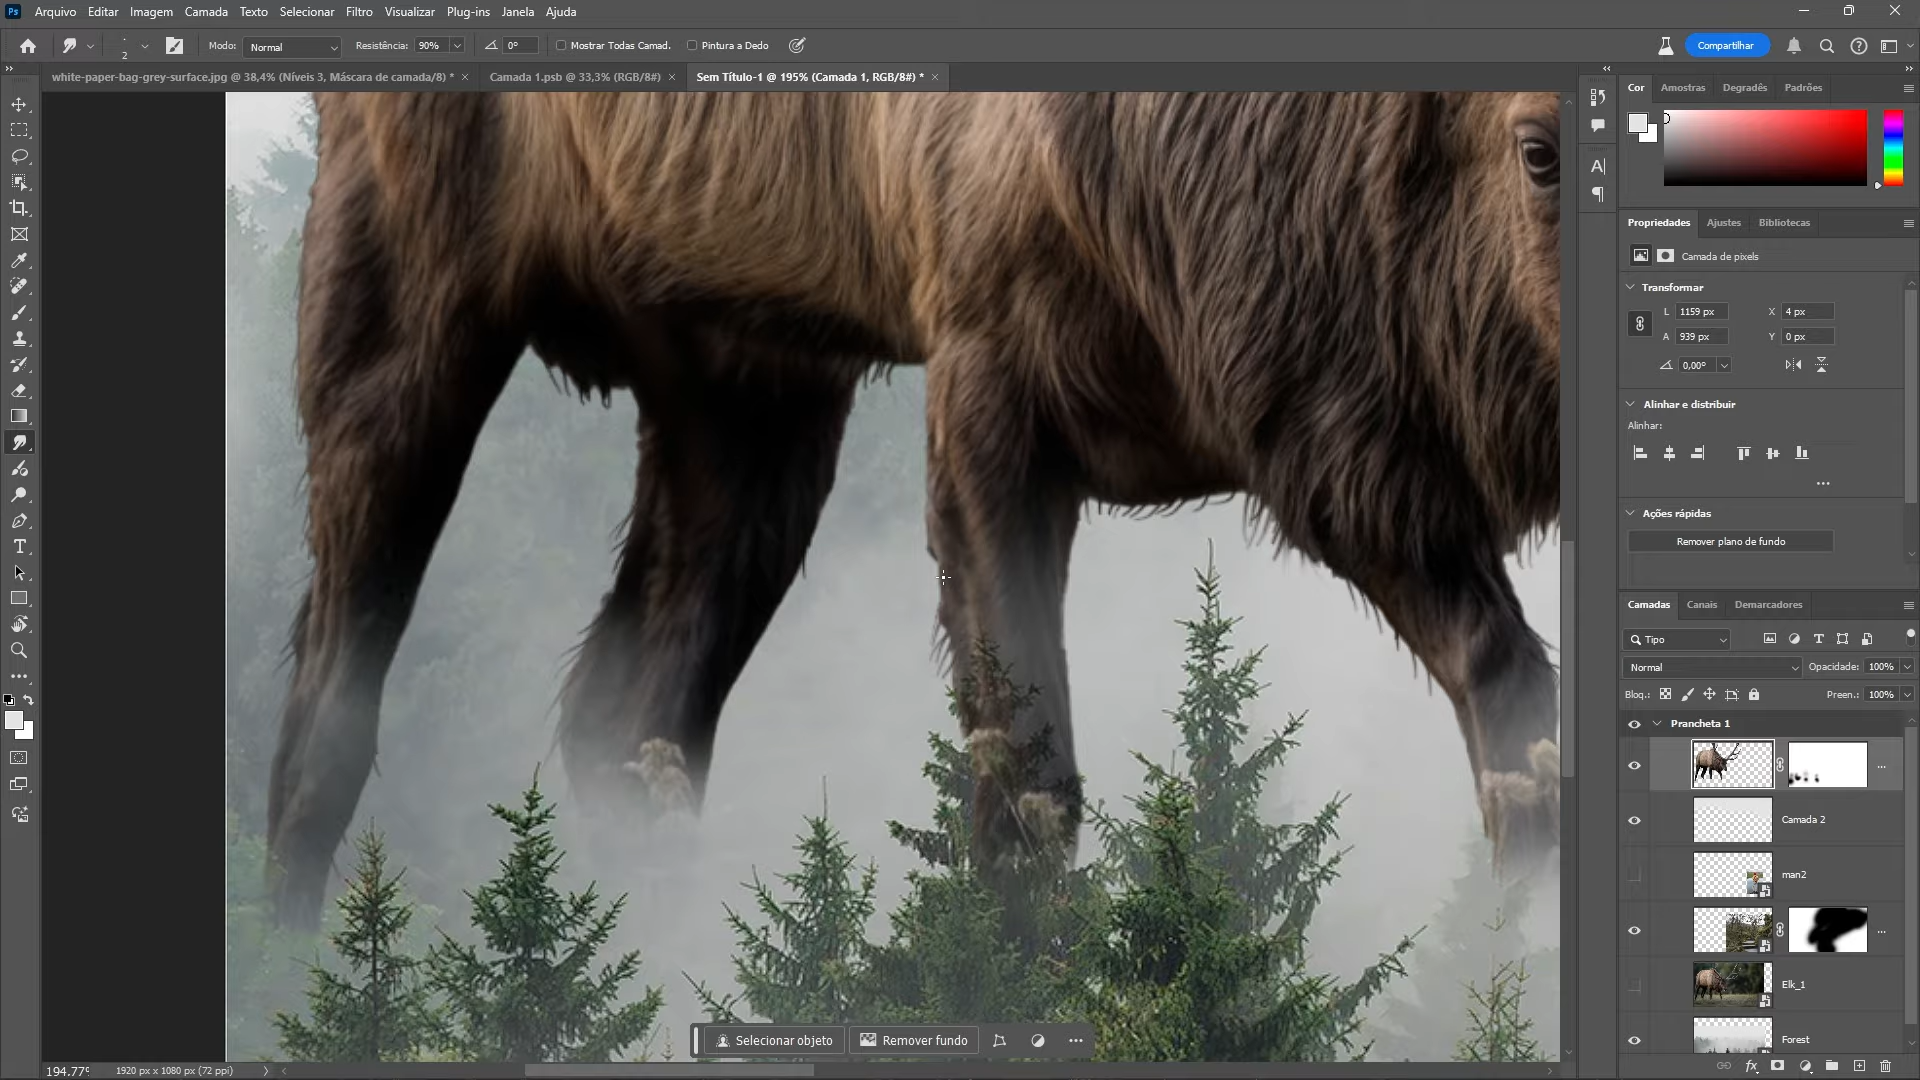 Ps Arquivo Editar Imagem Camada Texto Selecionar Filtro Filtro Visualizar Plug-ins Janela Ajuda
2 Modo: Normal Resistência: 90% 0° Mostrar Todas Camad. Pintura a Dedo Compartilhar
white-paper-bag-grey-surface.jpg @ 38,4% (Níveis 3, Máscara de camada/8) * × Camada 1.psb @ 33,3% (RGB/8#) × Sem Título-1 @ 195% (Camada 1, RGB/8#) * ×
Cor Amostras Degradês Padrões
Propriedades Ajustes Bibliotecas
Camada de pixels
Transformar
L 1159 px X 4 px
A 939 px Y 0 px
0,00°
Alinhar e distribuir
Alinhar:
Ações rápidas
Remover plano de fundo
Camadas Canais Demarcadores
Tipo
Normal Opacidade: 100%
Bloq.: Preen.: 100%
Prancheta 1
Camada 2
man2
Elk_1
Forest
Selecionar objeto Remover fundo
194.77% 1920 px x 1080 px (72 ppi)